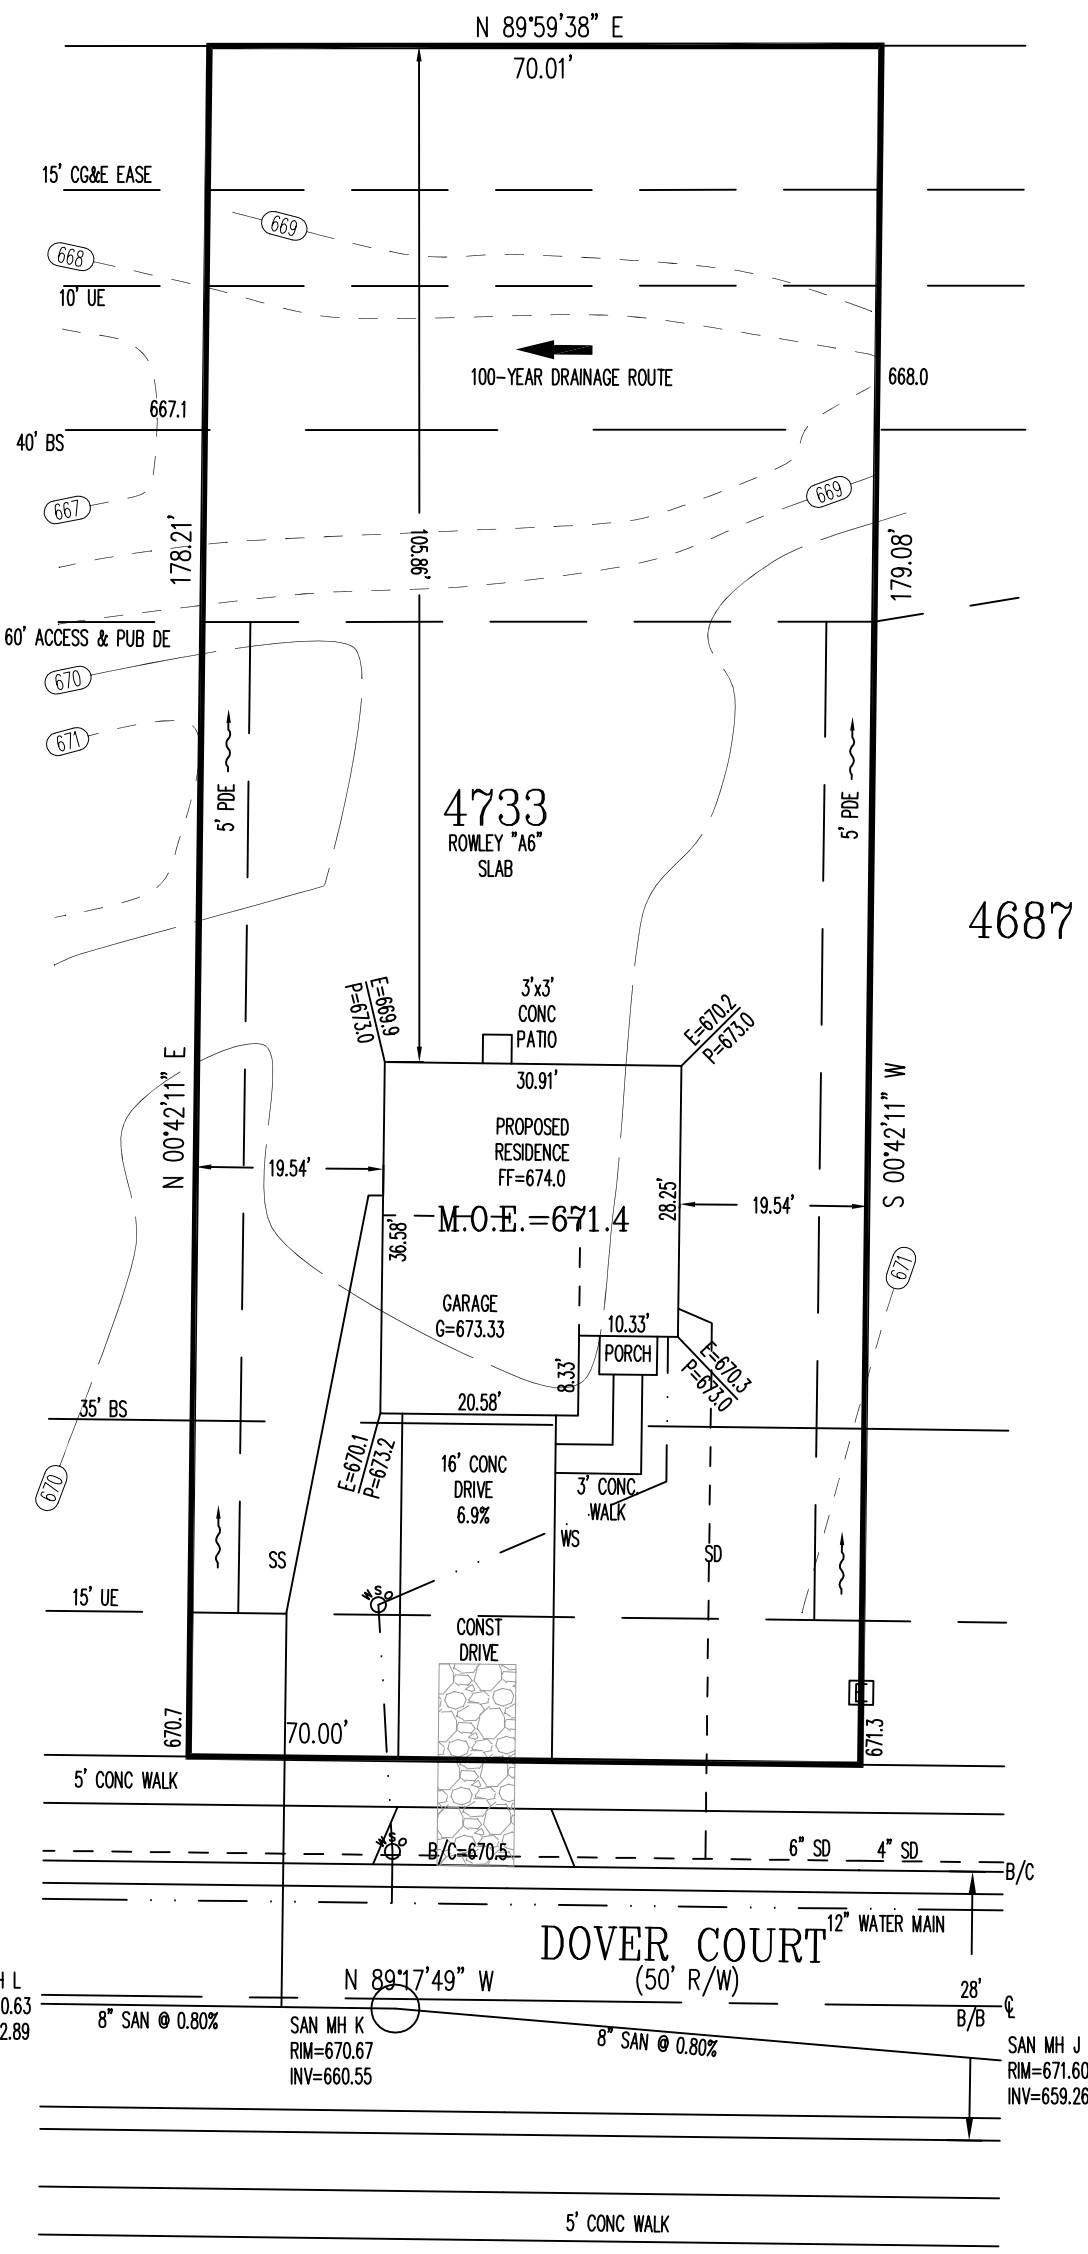 N 89°59'38" E
70.01'
15' CG&E EASE
669
668
10' UE
100-YEAR DRAINAGE ROUTE
668.0
667.1
40' BS
669
667
178.21'
105.86'
179.08'
60' ACCESS & PUB DE
670
671
5' PDE
5' PDE
4733
ROWLEY "A6"
SLAB
4687
E=669.9
P=673.0
3'x3'
CONC
PATIO
E=670.2
P=673.0
30.91'
N 00°42'11" E
S 00°42'11" W
PROPOSED
RESIDENCE
FF=674.0
19.54'
28.25'
19.54'
M.O.E.=671.4
36.58'
671
GARAGE
G=673.33
10.33'
PORCH
8.33'
E=670.3
P=673.0
20.58'
35' BS
E=670.1
P=673.2
16' CONC
DRIVE
6.9%
670
3' CONC.
WALK
WS
SD
SS
15' UE
WSO
CONST
DRIVE
E
670.7
70.00'
671.3
5' CONC WALK
WSO
B/C=670.5
6" SD
4" SD
B/C
12" WATER MAIN
DOVER COURT
(50' R/W)
N 89°17'49" W
28'
B/B
H L
0.63
2.89
8" SAN @ 0.80%
SAN MH K
RIM=670.67
INV=660.55
8" SAN @ 0.80%
SAN MH J
RIM=671.60
INV=659.26
5' CONC WALK